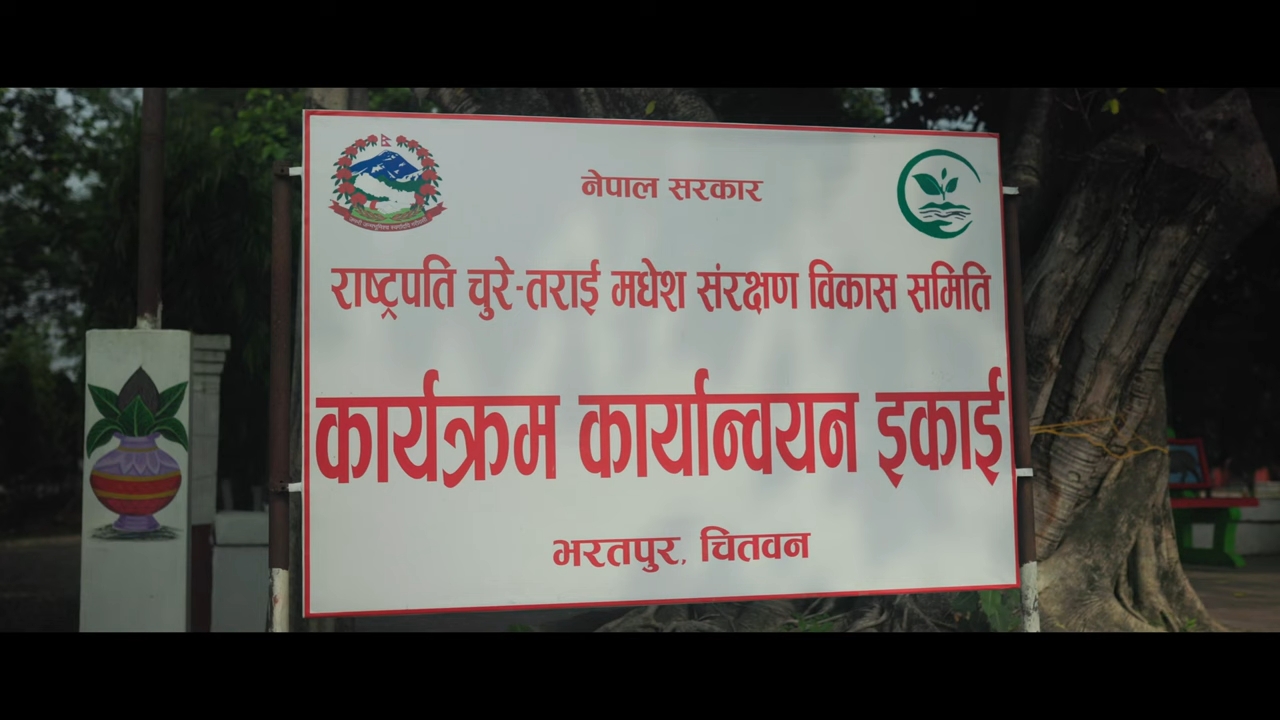 नेपाल सरकार
राष्ट्रपति चुरे-तराई मधेश संरक्षण विकास समिति
कार्यक्रम कार्यान्वयन इकाई
भरतपुर, चितवन